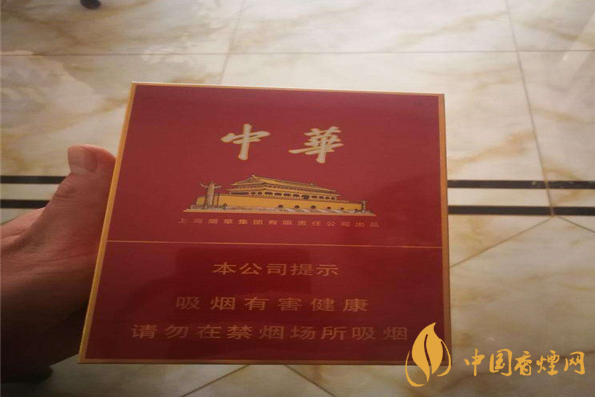 中華
上海烟草集团有限责任公司出品
本公司提示
吸烟有害健康
请勿在禁烟场所吸烟
中国香煙网